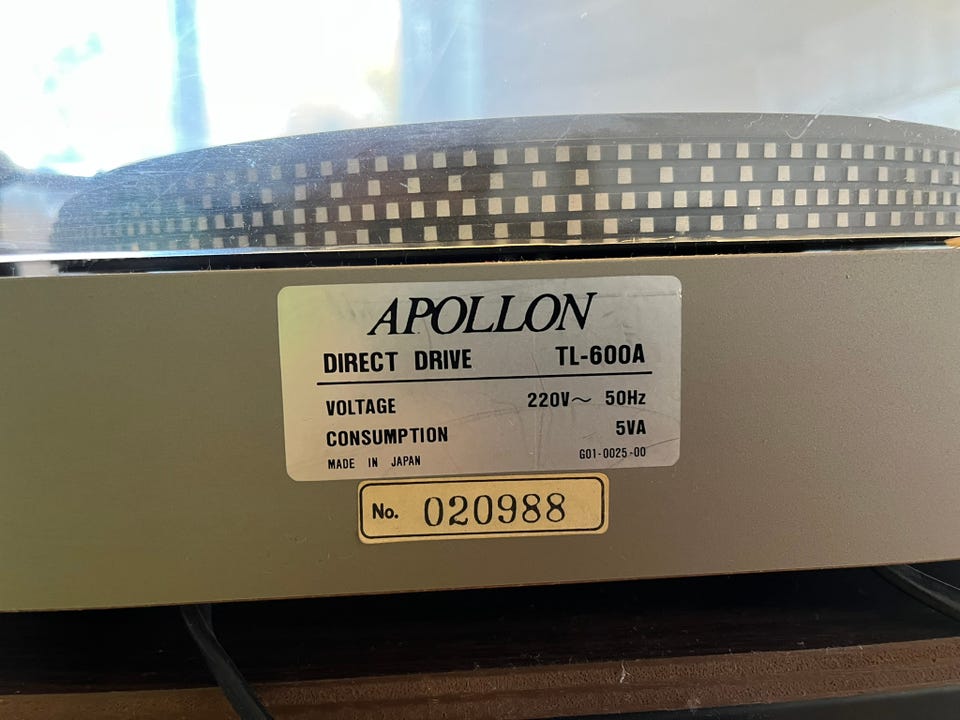 APOLLON
DIRECT DRIVE TL-600A
VOLTAGE 220V~ 50Hz
CONSUMPTION 5VA
MADE IN JAPAN G01-0025-00
No. 020988